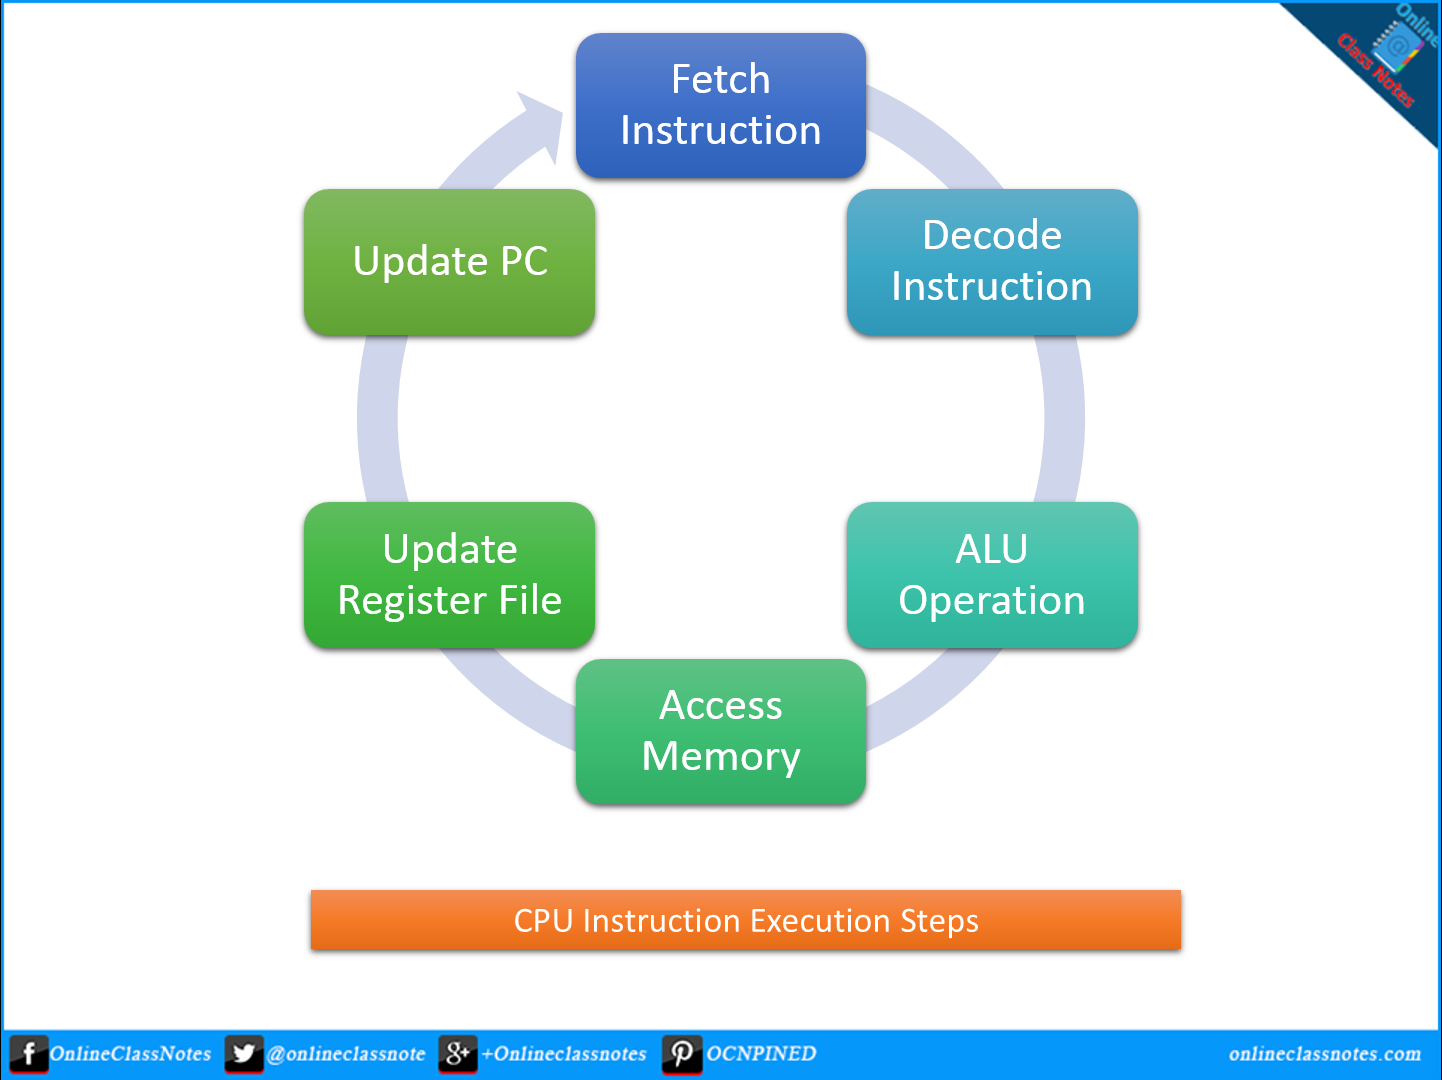 Online
Class Notes
Fetch
Instruction
Decode
Instruction
ALU
Operation
Access
Memory
Update
Register File
Update PC
CPU Instruction Execution Steps
f OnlineClassNotes
@onlineclassnote
g+ +Onlineclassnotes
OCNPINED
onlineclassnotes.com